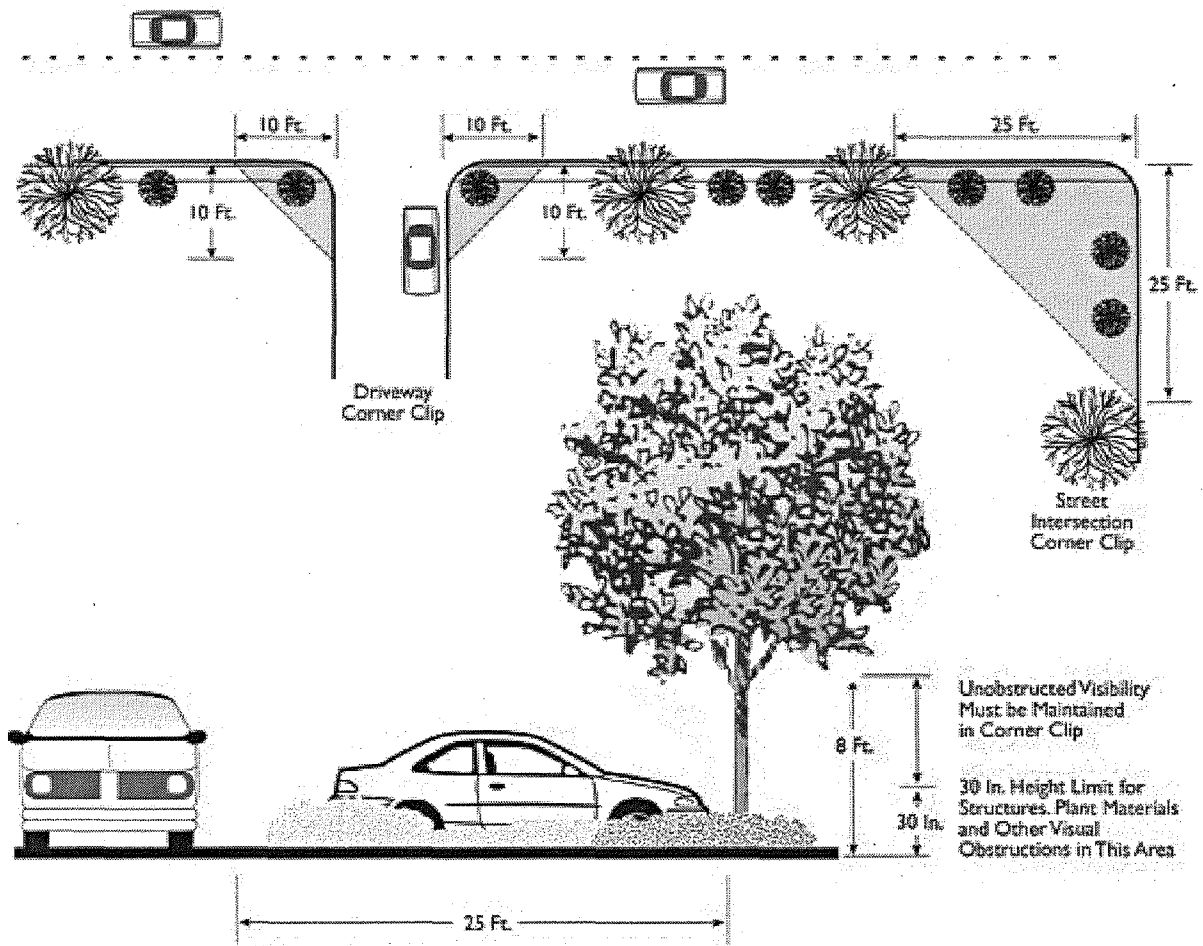 10 Ft.
10 Ft.
25 Ft.
10 Ft.
10 Ft.
25 Ft.
Driveway
Corner Clip
Street
Intersection
Corner Clip
Unobstructed Visibility
Must be Maintained
in Corner Clip
8 Ft.
30 In. Height Limit for
Structures, Plant Materials
and Other Visual
Obstructions in This Area
30 In.
25 Ft.